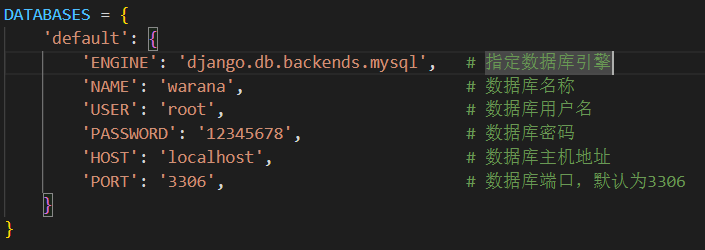 DATABASES = {
    'default': {
        'ENGINE': 'django.db.backends.mysql',   # 指定数据库引擎
        'NAME': 'warana',                       # 数据库名称
        'USER': 'root',                         # 数据库用户名
        'PASSWORD': '12345678',                 # 数据库密码
        'HOST': 'localhost',                    # 数据库主机地址
        'PORT': '3306',                         # 数据库端口，默认为3306
    }
}